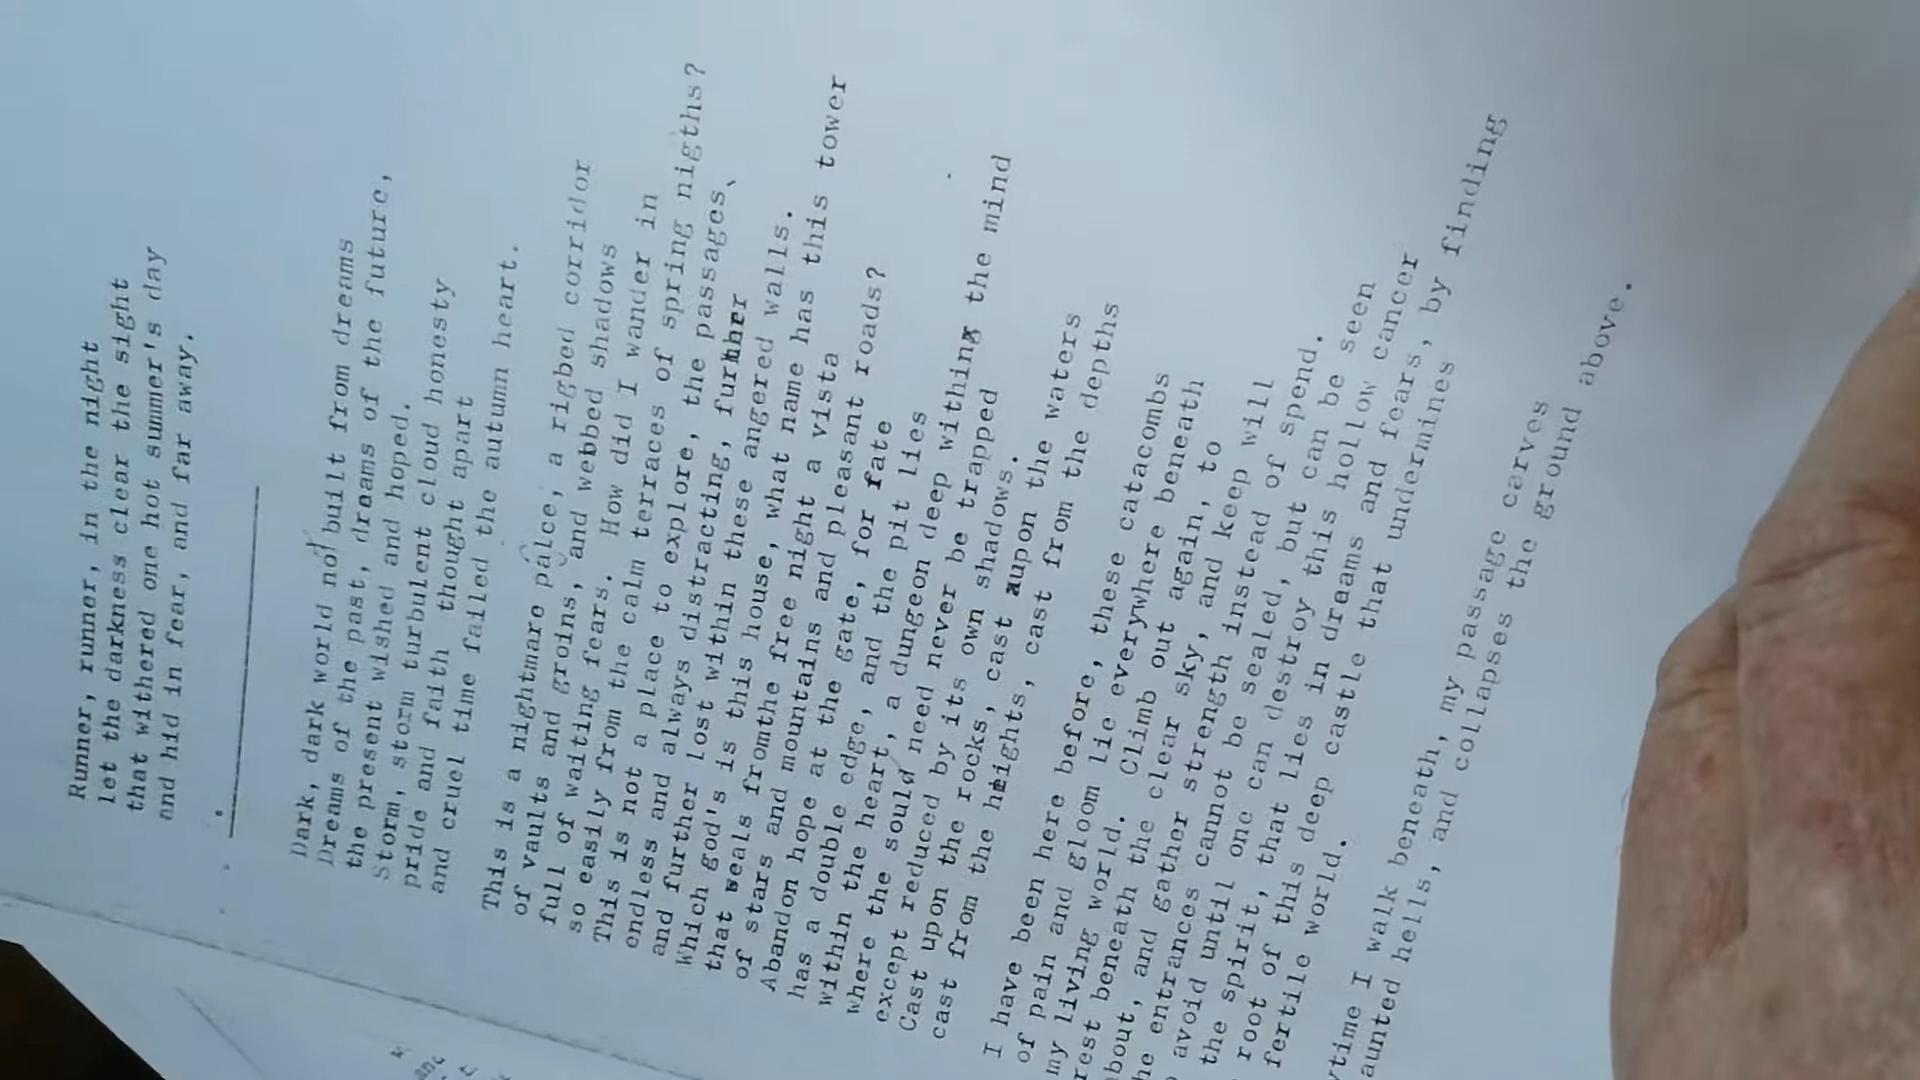 Runner, runner, in the night
let the darkness clear the sight
that withered one hot summer's day
and hid in fear, and far away.
Dark, dark world not built from dreams
Dreams of the past, dreams of the future,
the present wished and hoped.
Storm, storm turbulent cloud honesty
pride and faith thought apart
and cruel time failed the autumn heart.
This is a nightmare palce, a rigbed corridor
of vaults and groins, and webbed shadows
full of waiting fears. How did I wander in
so easily from the calm terraces of spring nigths?
This is not a place to explore, the passages
endless and always distracting, further
and further lost within these angered walls.
Which god's is this house, what name has this tower
that seals fromthe free night a vista
of stars and mountains and pleasant roads?
Abandon hope at the gate, for fate
has a double edge, and the pit lies
within the heart, a dungeon deep withing the mind
where the sould need never be trapped
except reduced by its own shadows.
Cast upon the rocks, cast upon the waters
cast from the heights, cast from the depths
I have been here before, these catacombs
of pain and gloom lie everywhere beneath
my living world. Climb out again, to
rest beneath the clear sky, and keep will
bout, and gather strength instead of spend.
he entrances cannot be sealed, but can be seen
avoid until one can destroy this hollow cancer
the spirit, that lies in dreams and fears, by finding
root of this deep castle that undermines
fertile world.
ytime I walk beneath, my passage carves
aunted hells, and collapses the ground above.